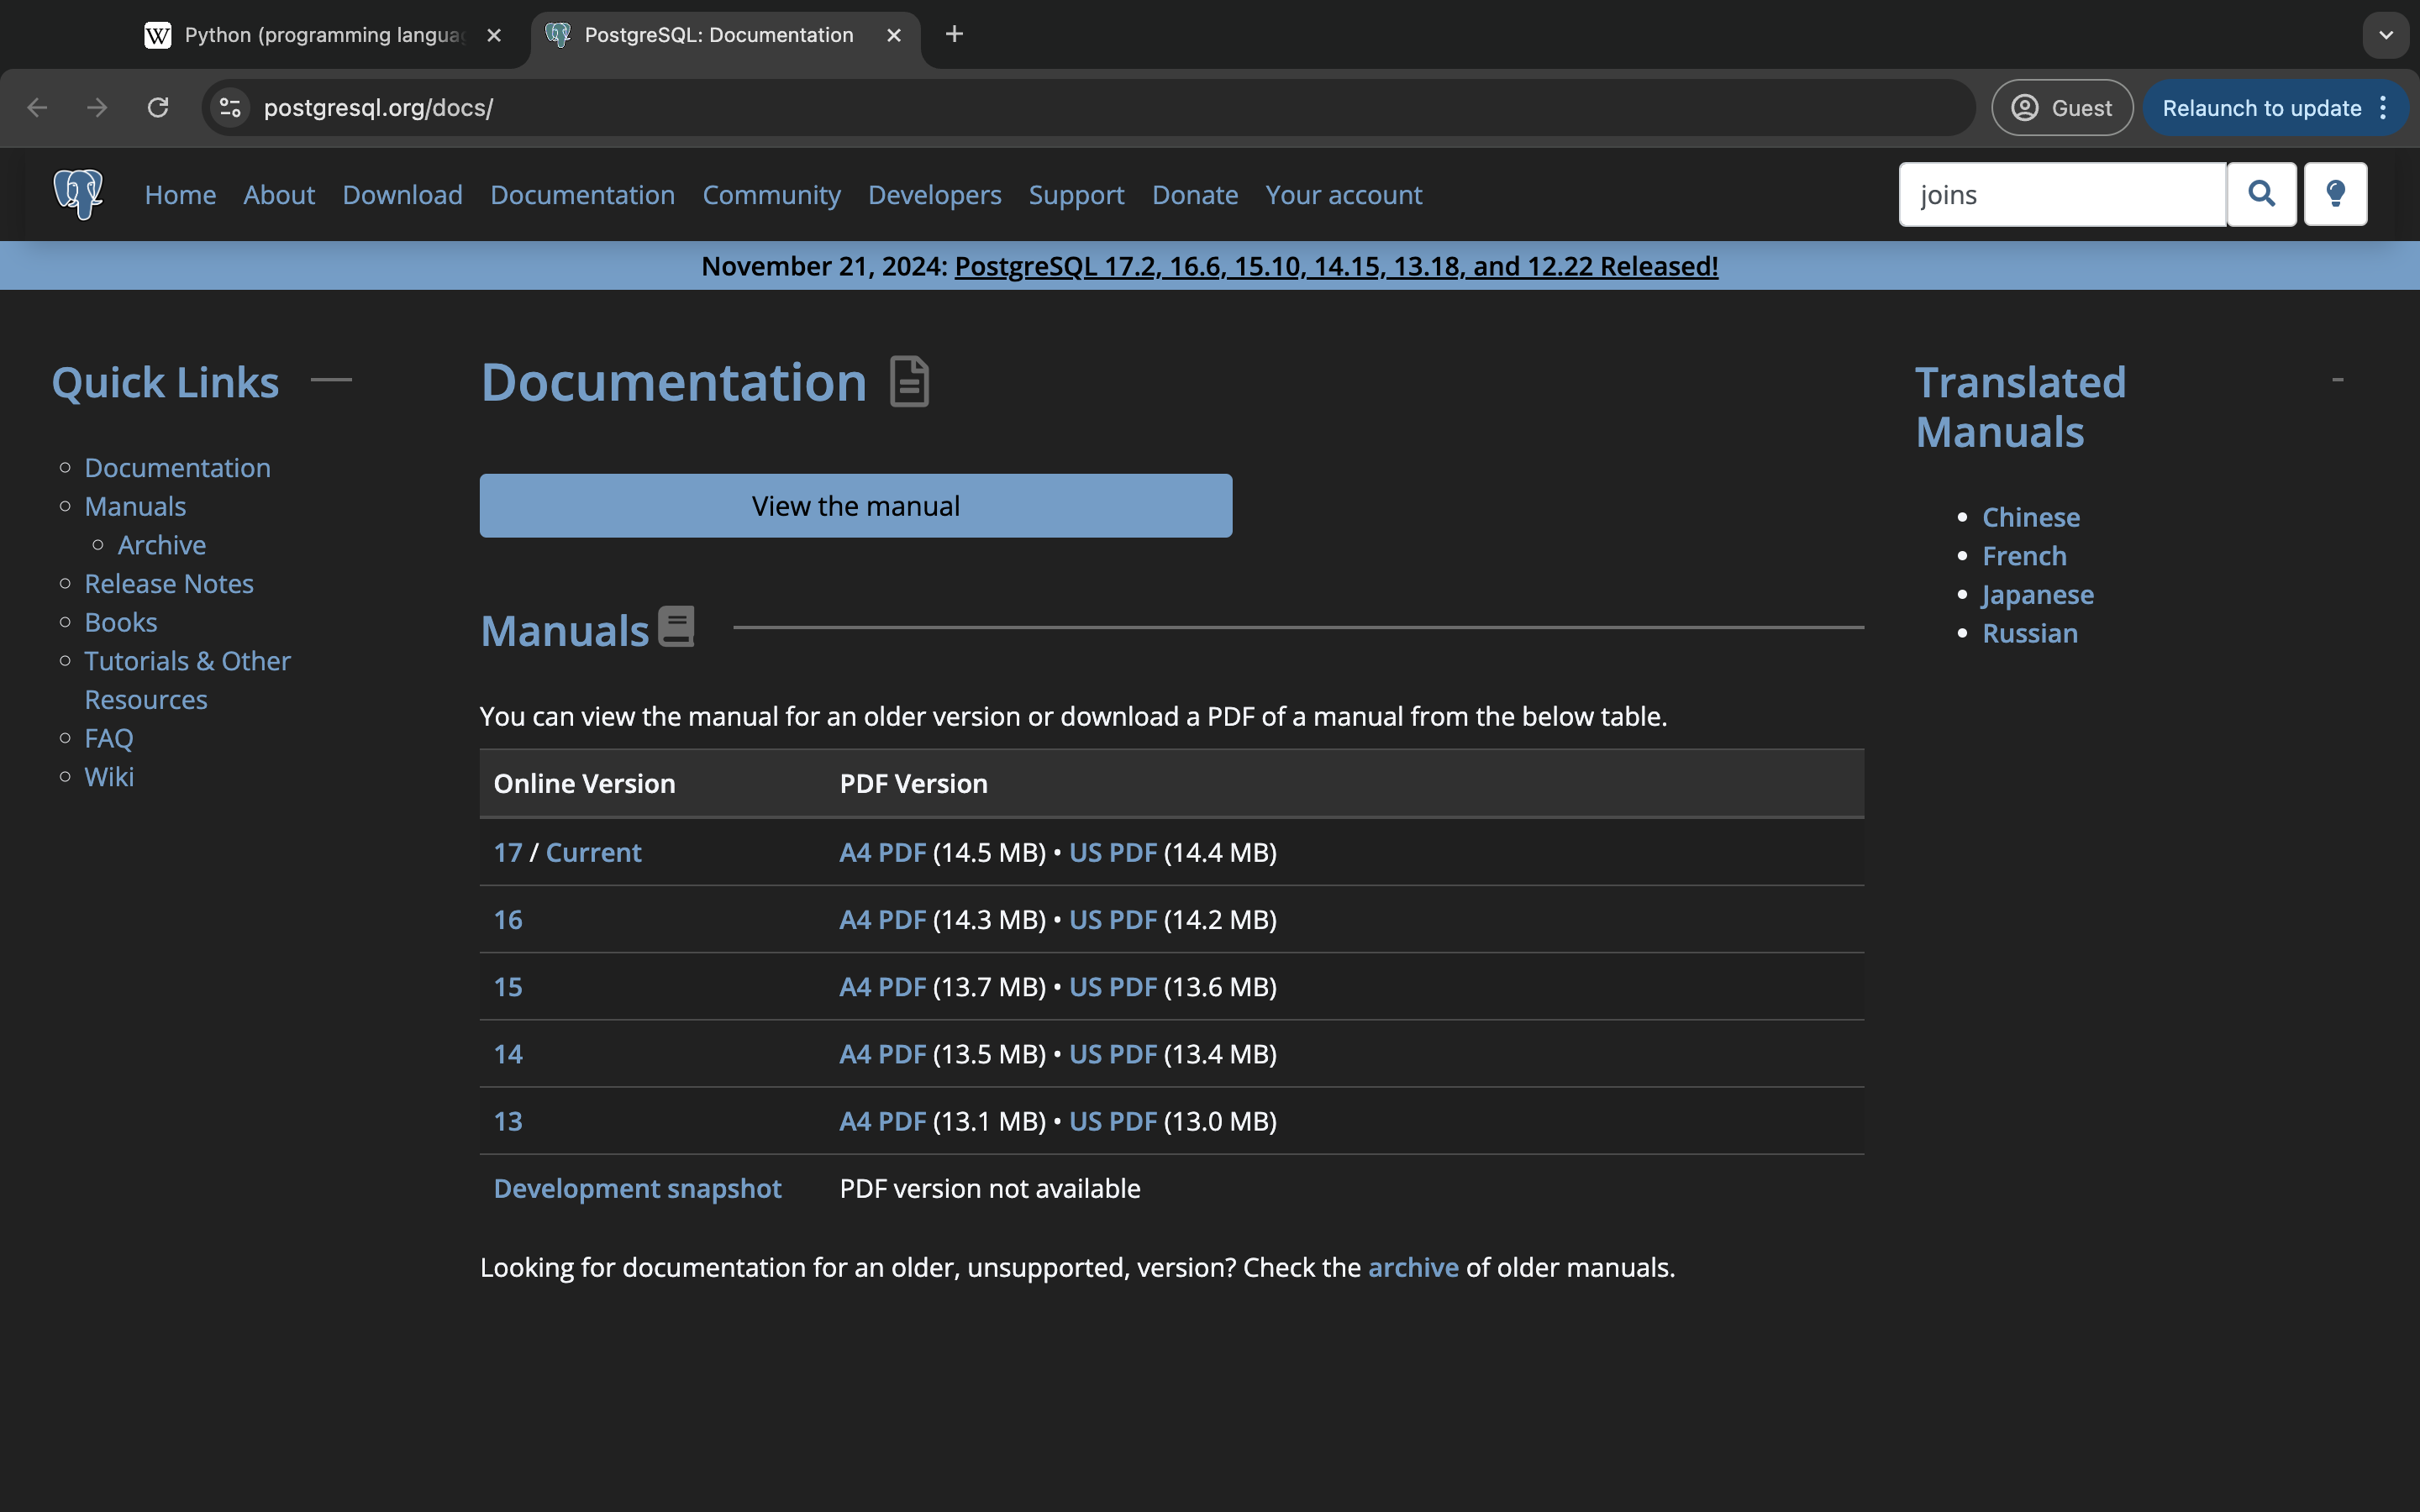 Python (programming langua
PostgreSQL: Documentation
postgresql.org/docs/
Guest
Relaunch to update
Home About Download Documentation Community Developers Support Donate Your account
joins
November 21, 2024: PostgreSQL 17.2, 16.6, 15.10, 14.15, 13.18, and 12.22 Released!
Quick Links
Documentation
Manuals
Archive
Release Notes
Books
Tutorials & Other
Resources
FAQ
Wiki
Documentation
View the manual
Manuals
You can view the manual for an older version or download a PDF of a manual from the below table.
Online Version PDF Version
17 / Current A4 PDF (14.5 MB) • US PDF (14.4 MB)
16 A4 PDF (14.3 MB) • US PDF (14.2 MB)
15 A4 PDF (13.7 MB) • US PDF (13.6 MB)
14 A4 PDF (13.5 MB) • US PDF (13.4 MB)
13 A4 PDF (13.1 MB) • US PDF (13.0 MB)
Development snapshot PDF version not available
Looking for documentation for an older, unsupported, version? Check the archive of older manuals.
Translated
Manuals
Chinese
French
Japanese
Russian